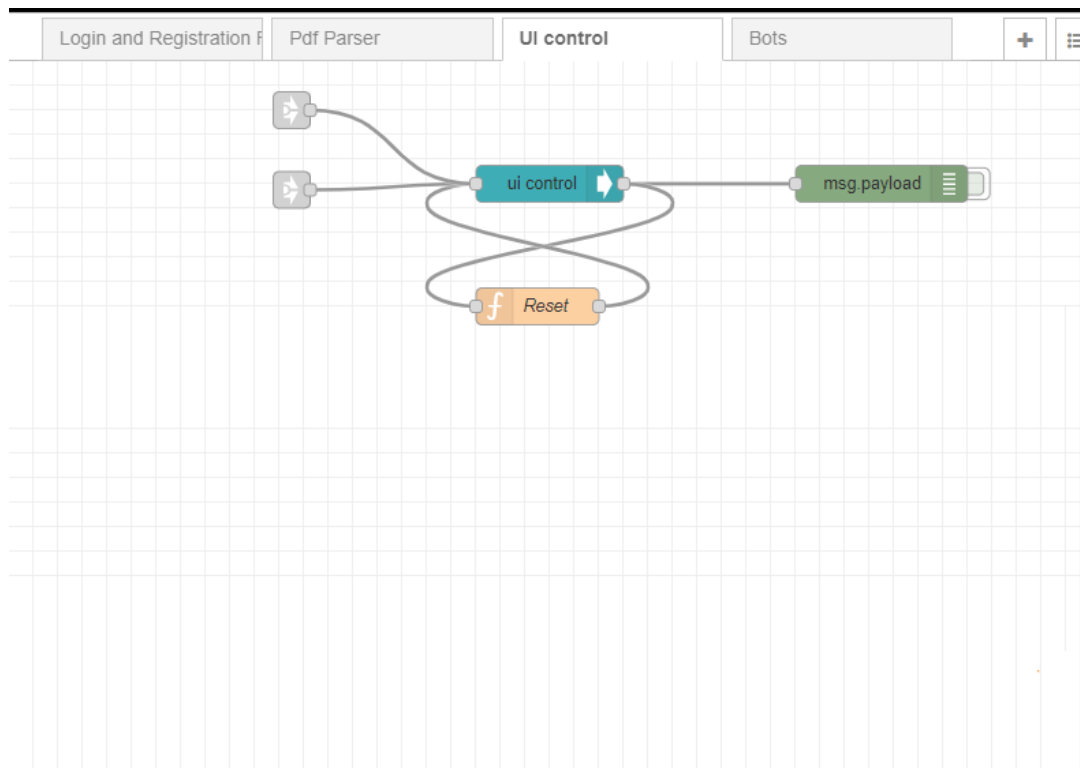 Login and Registration F
Pdf Parser
UI control
Bots
ui control
msg.payload
Reset